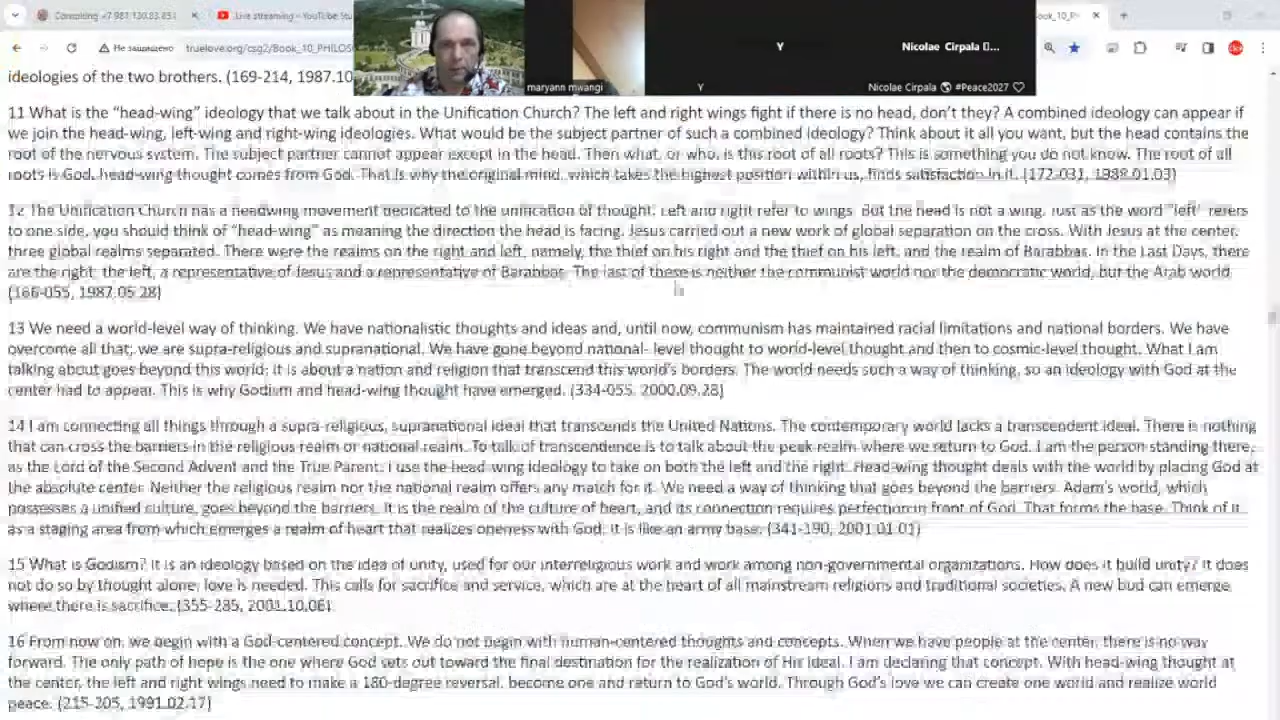 Не защищено truelove.org/csg2/Book_10_PHILOS
maryann mwangi
Y
Y
Nicolae Cirpala
Nicolae Cirpala #Peace2027
ideologies of the two brothers. (169-214, 1987.10
11 What is the “head-wing” ideology that we talk about in the Unification Church? The left and right wings fight if there is no head, don’t they? A combined ideology can appear if
we join the head-wing, left-wing and right-wing ideologies. What would be the subject partner of such a combined ideology? Think about it all you want, but the head contains the
root of the nervous system. The subject partner cannot appear except in the head. Then what, or who, is this root of all roots? This is something you do not know. The root of all
roots is God. head-wing thought comes from God. That is why the original mind, which takes the highest position within us, finds satisfaction in it. (172-031, 1988.01.03)
12 The Unification Church has a headwing movement dedicated to the unification of thought. Left and right refer to wings. But the head is not a wing. Just as the word “left” refers
to one side, you should think of “head-wing” as meaning the direction the head is facing. Jesus carried out a new work of global separation on the cross. With Jesus at the center,
three global realms separated. There were the realms on the right and left, namely, the thief on his right and the thief on his left, and the realm of Barabbas. In the Last Days, there
are the right, the left, a representative of Jesus and a representative of Barabbas. The last of these is neither the communist world nor the democratic world, but the Arab world.
(166-055, 1987.05.28)
13 We need a world-level way of thinking. We have nationalistic thoughts and ideas and, until now, communism has maintained racial limitations and national borders. We have
overcome all that; we are supra-religious and supranational. We have gone beyond national- level thought to world-level thought and then to cosmic-level thought. What I am
talking about goes beyond this world; it is about a nation and religion that transcend this world’s borders. The world needs such a way of thinking, so an ideology with God at the
center had to appear. This is why Godism and head-wing thought have emerged. (334-055, 2000.09.28)
14 I am connecting all things through a supra-religious, supranational ideal that transcends the United Nations. The contemporary world lacks a transcendent ideal. There is nothing
that can cross the barriers in the religious realm or national realm. To talk of transcendence is to talk about the peak realm where we return to God. I am the person standing there,
as the Lord of the Second Advent and the True Parent. I use the head-wing ideology to take on both the left and the right. Head-wing thought deals with the world by placing God at
the absolute center. Neither the religious realm nor the national realm offers any match for it. We need a way of thinking that goes beyond the barriers. Adam’s world, which
possesses a unified culture, goes beyond the barriers. It is the realm of the culture of heart, and its connection requires perfection in front of God. That forms the base. Think of it
as a staging area from which emerges a realm of heart that realizes oneness with God. It is like an army base. (341-190, 2001.01.01)
15 What is Godism? It is an ideology based on the idea of unity, used for our interreligious work and work among non-governmental organizations. How does it build unity? It does
not do so by thought alone; love is needed. This calls for sacrifice and service, which are at the heart of all mainstream religions and traditional societies. A new bud can emerge
where there is sacrifice. (355-285, 2001.10.06)
16 From now on, we begin with a God-centered concept. We do not begin with human-centered thoughts and concepts. When we have people at the center, there is no way
forward. The only path of hope is the one where God sets out toward the final destination for the realization of His ideal. I am declaring that concept. With head-wing thought at
the center, the left and right wings need to make a 180-degree reversal, become one and return to God’s world. Through God’s love we can create one world and realize world
peace. (215-205, 1991.02.17)